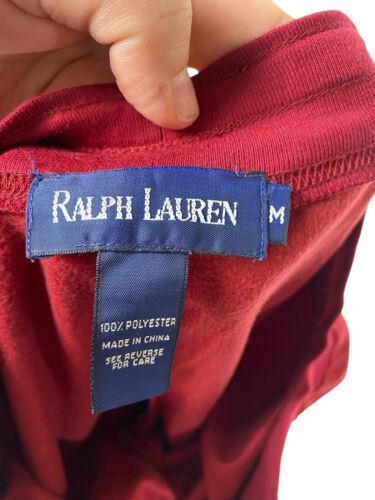 RALPH LAUREN
M
100% POLYESTER
MADE IN CHINA
SEE REVERSE
FOR CARE